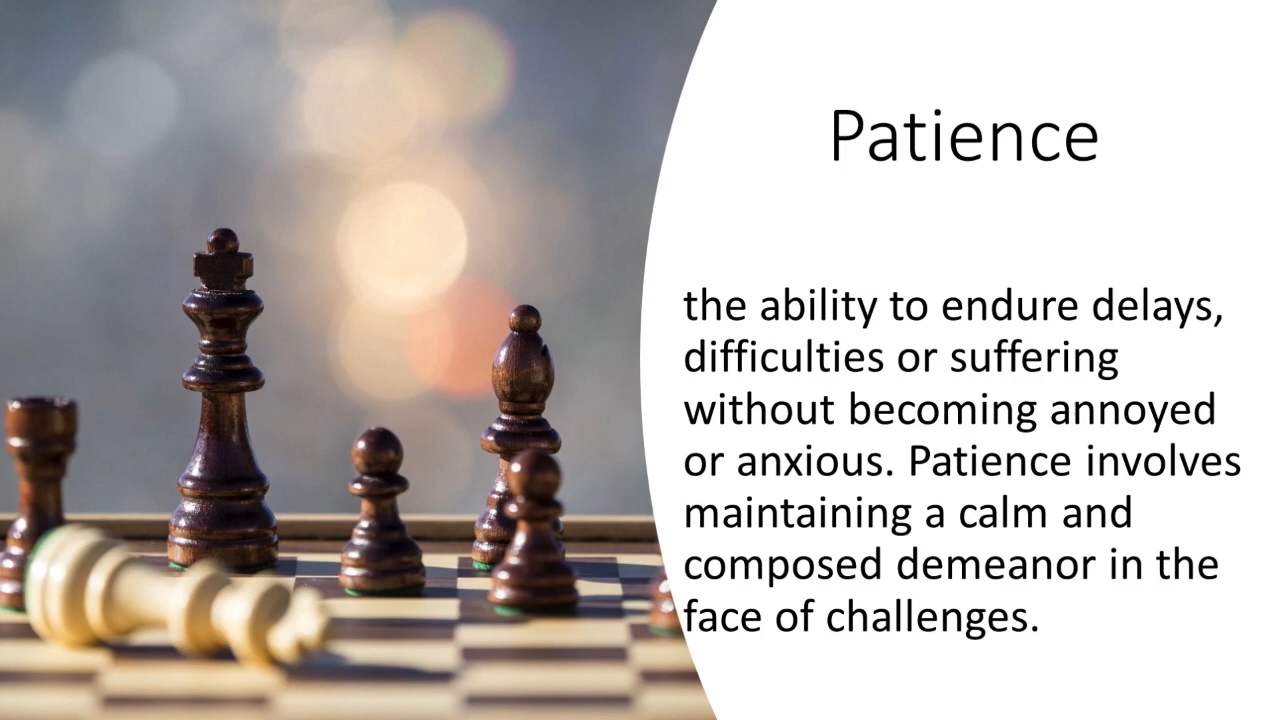 Patience
the ability to endure delays,
difficulties or suffering
without becoming annoyed
or anxious. Patience involves
maintaining a calm and
composed demeanor in the
face of challenges.